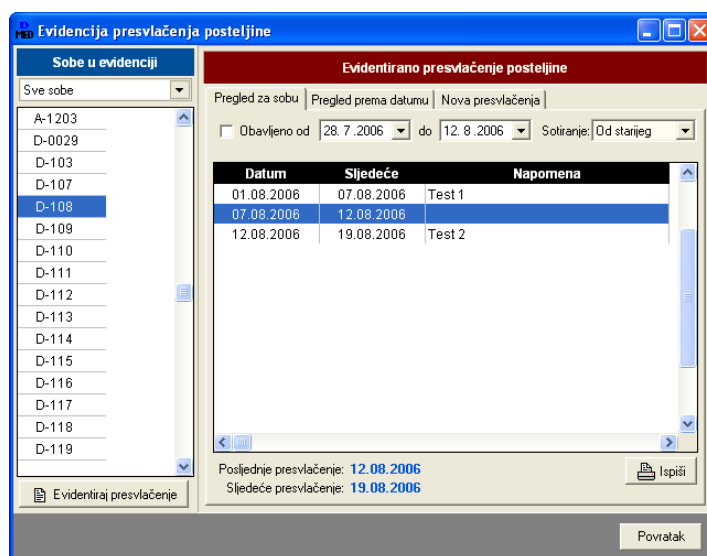 D
MED Evidencija presvlačenja posteljine
Sobe u evidenciji
Sve sobe
A-1203
D-0029
D-103
D-107
D-108
D-109
D-110
D-111
D-112
D-113
D-114
D-115
D-116
D-117
D-118
D-119
Evidentiraj presvlačenje
Evidentirano presvlačenje posteljine
Pregled za sobu Pregled prema datumu Nova presvlačenja
Obavljeno od 28. 7 .2006 do 12. 8 .2006 Sotiranje: Od starijeg
Datum Sljedeće Napomena
01.08.2006 07.08.2006 Test 1
07.08.2006 12.08.2006
12.08.2006 19.08.2006 Test 2
Posljednje presvlačenje: 12.08.2006
Sljedeće presvlačenje: 19.08.2006
Ispiši
Povratak